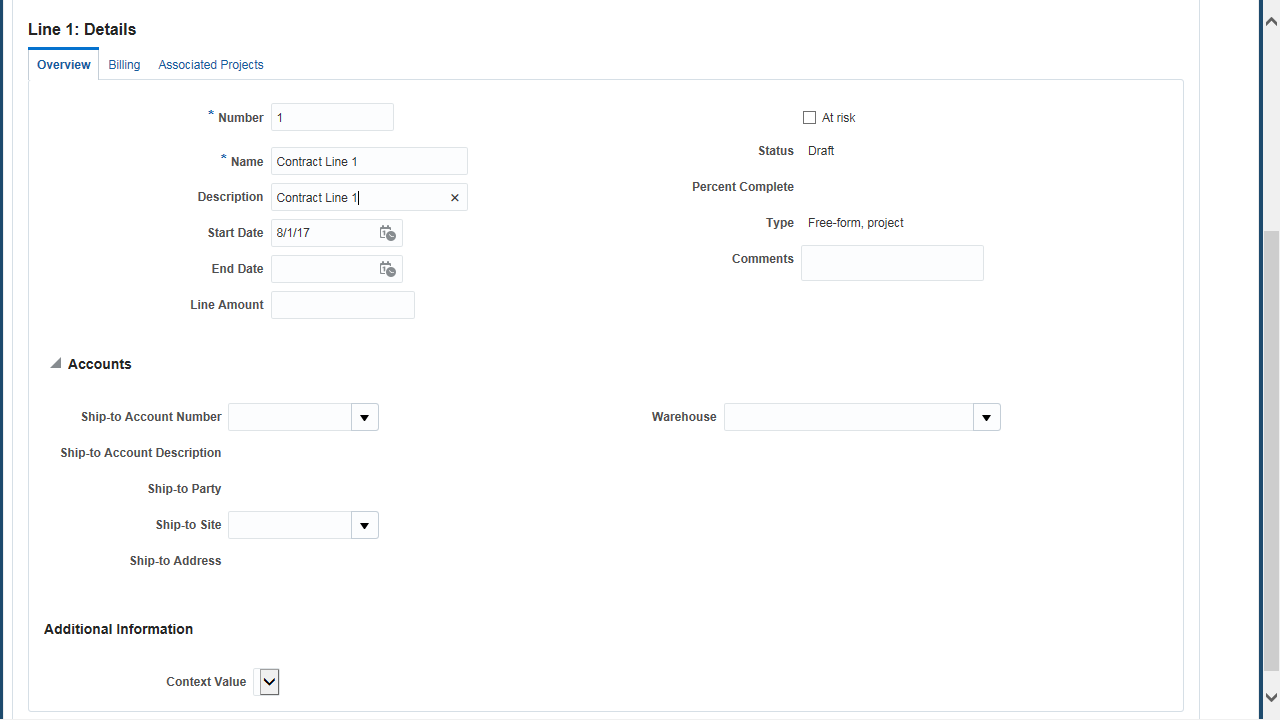 Line 1: Details
Overview Billing Associated Projects
* Number 1
* Name Contract Line 1
Description Contract Line 1
Start Date 8/1/17
End Date
Line Amount
At risk
Status Draft
Percent Complete
Type Free-form, project
Comments
Accounts
Ship-to Account Number
Ship-to Account Description
Ship-to Party
Ship-to Site
Ship-to Address
Warehouse
Additional Information
Context Value